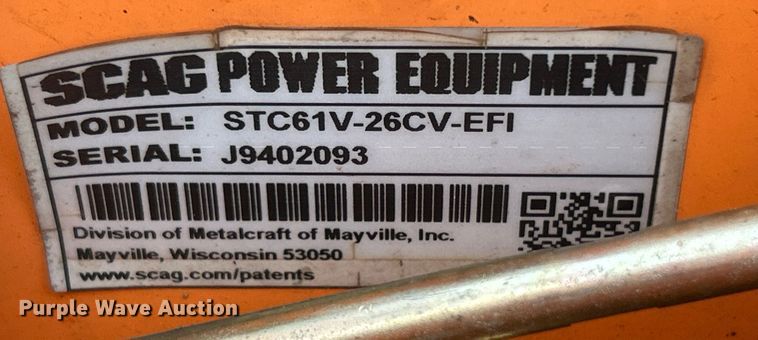 SCAG POWER EQUIPMENT
MODEL: STC61V-26CV-EFI
SERIAL: J9402093
Division of Metalcraft of Mayville, Inc.
Mayville, Wisconsin 53050
www.scag.com/patents
Purple Wave Auction